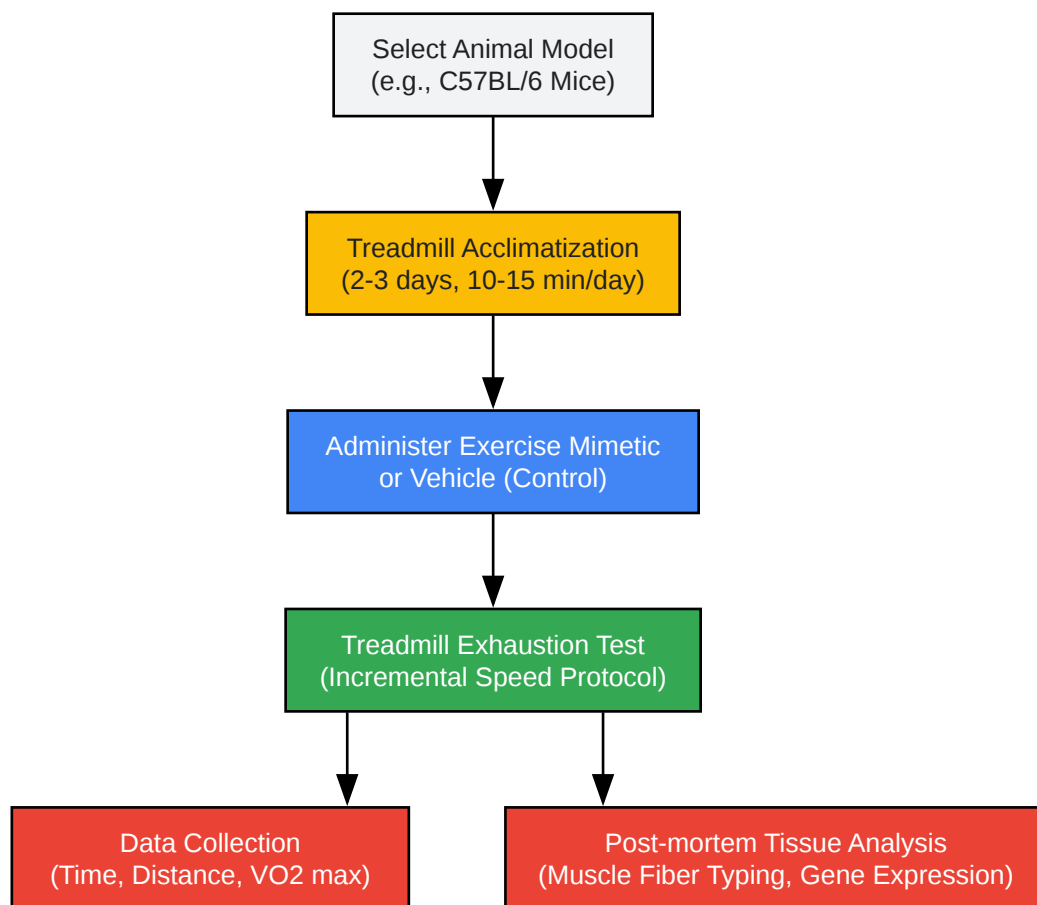 Select Animal Model
(e.g., C57BL/6 Mice)
Treadmill Acclimatization
(2-3 days, 10-15 min/day)
Administer Exercise Mimetic
or Vehicle (Control)
Treadmill Exhaustion Test
(Incremental Speed Protocol)
Data Collection
(Time, Distance, VO2 max)
Post-mortem Tissue Analysis
(Muscle Fiber Typing, Gene Expression)